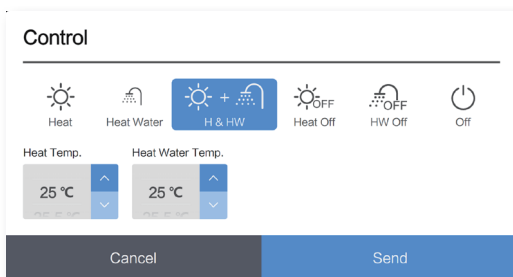 Control
OFF
OFF
Heat
Heat Water
H & HW
Heat Off
HW Off
Off
Heat Temp.
Heat Water Temp.
25 ℃
25 ℃
Cancel
Send